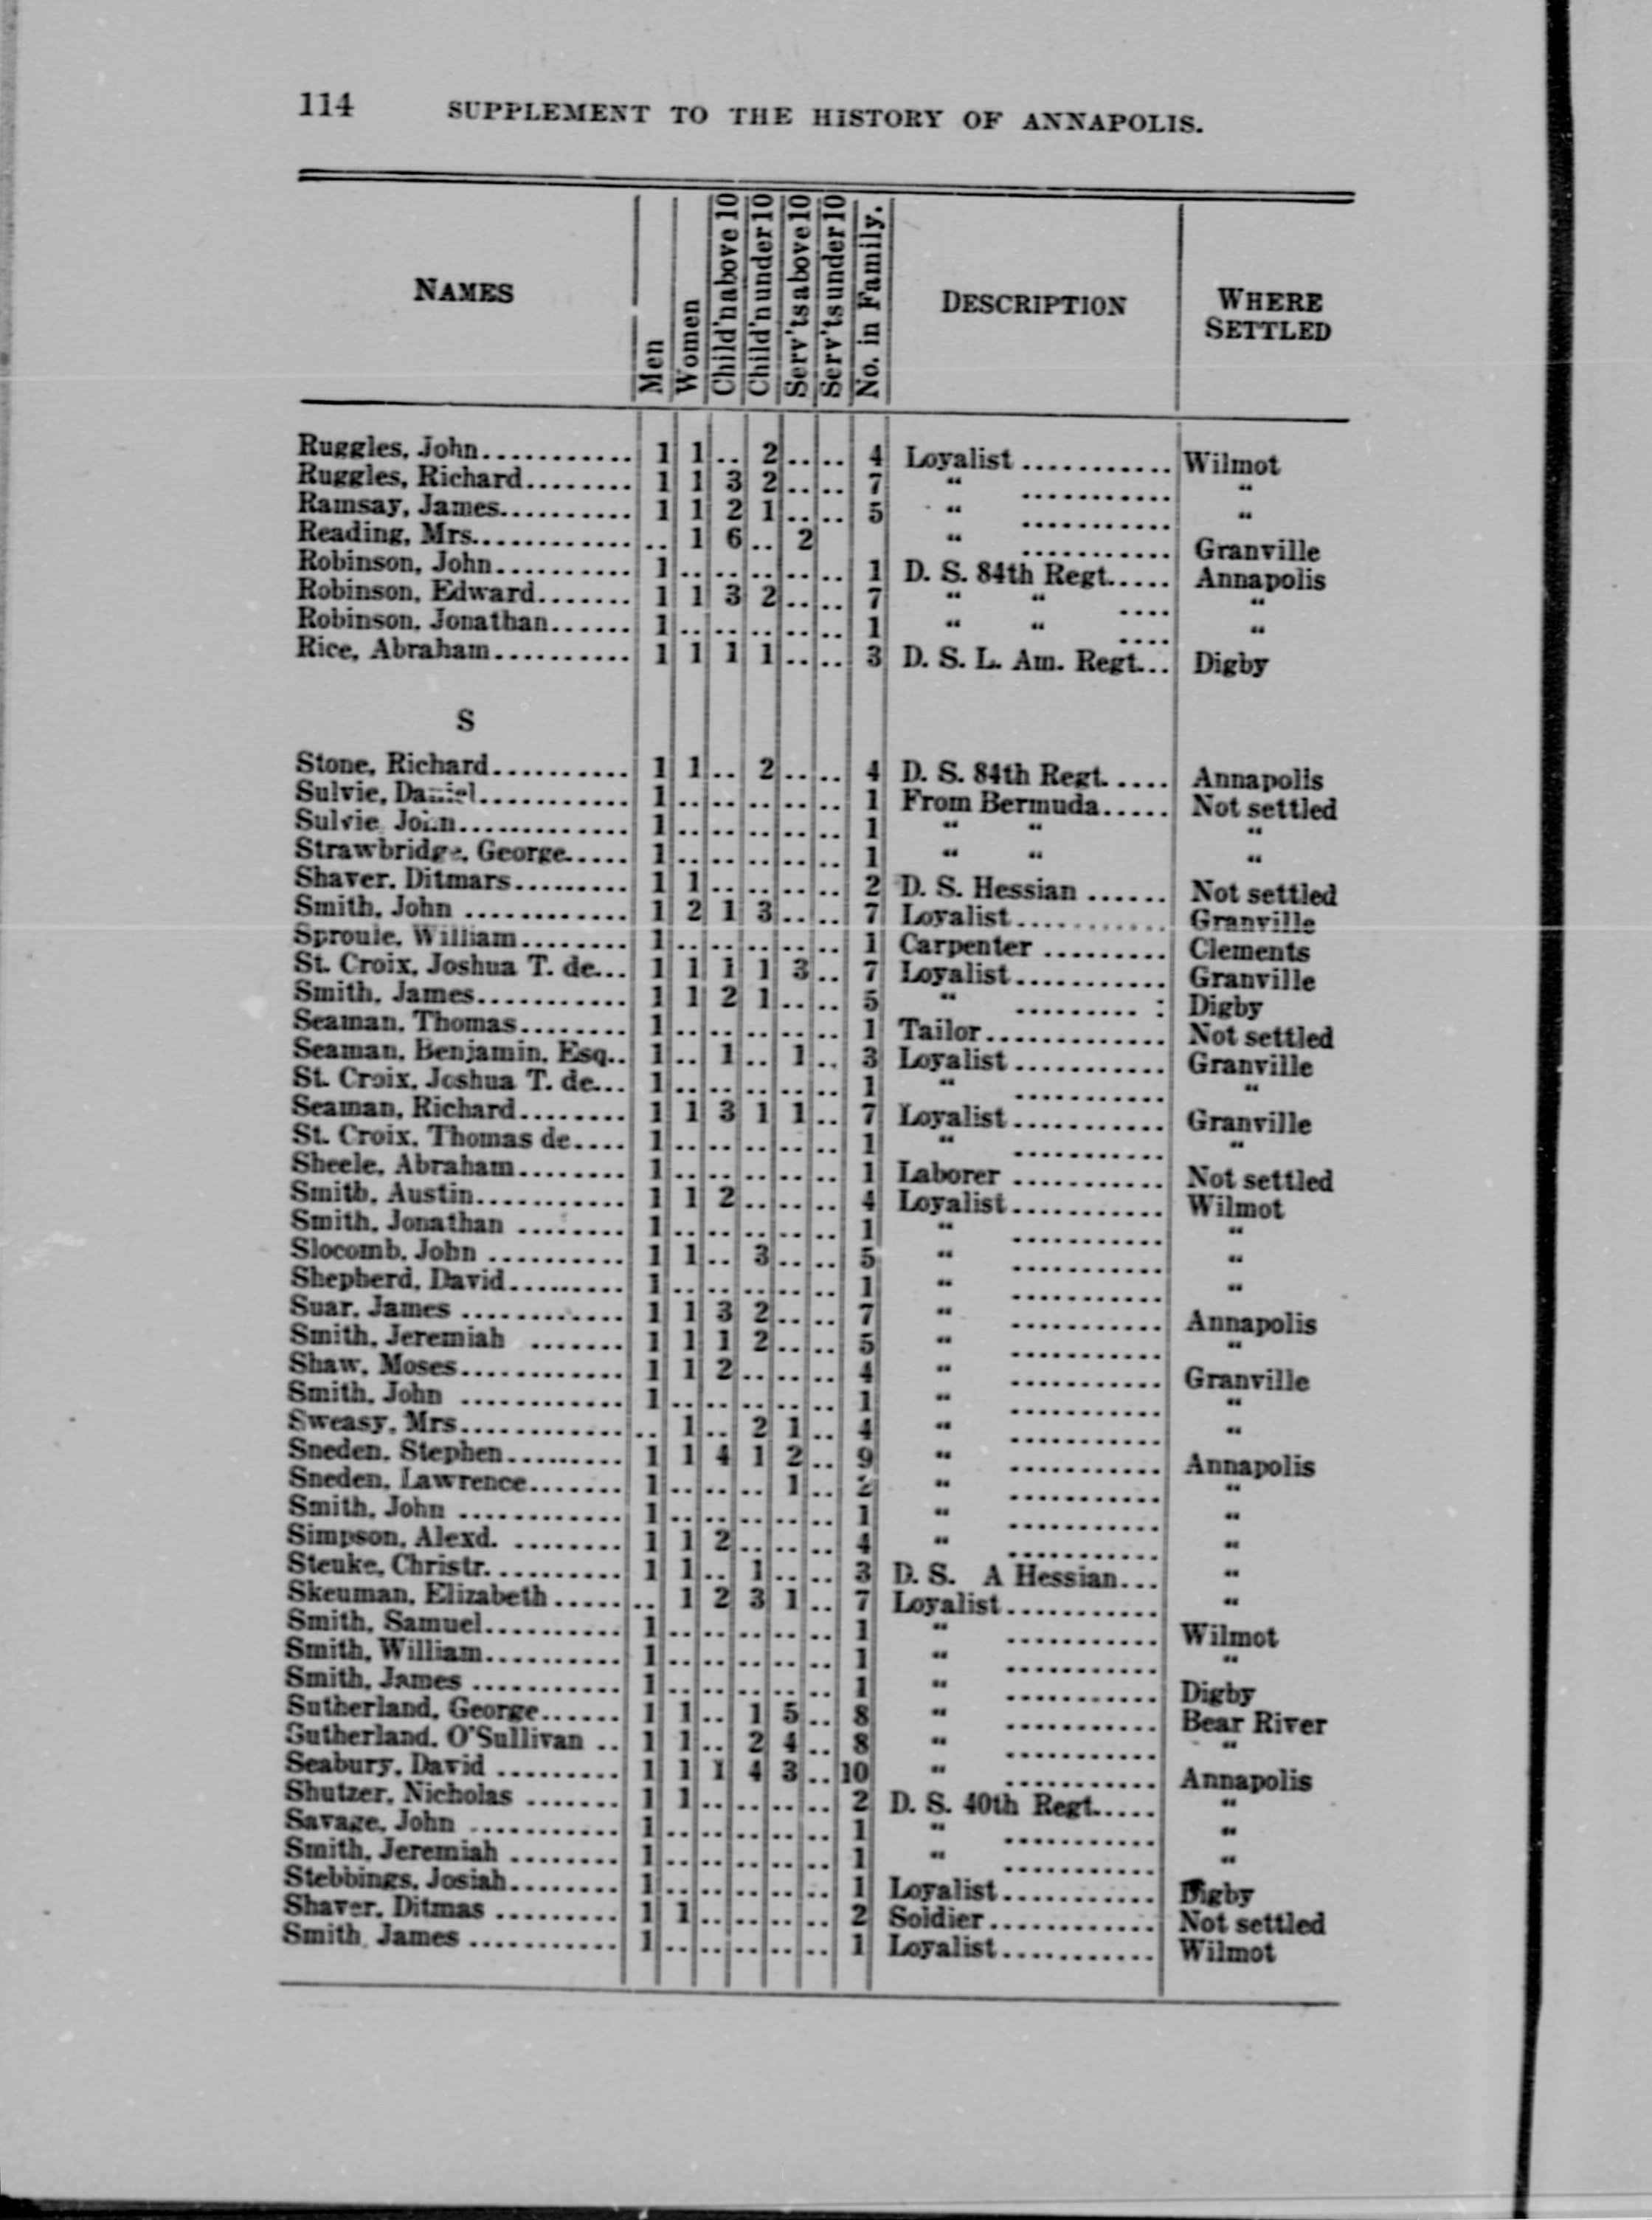 114 SUPPLEMENT TO THE HISTORY OF ANNAPOLIS.
NAMES Men Women Child'n above 10 Child'n under 10 Serv'ts above 10 Serv'ts under 10 No. in Family. DESCRIPTION WHERE SETTLED
Ruggles, John........... 1 1 .. 2 .. .. 4 Loyalist........... Wilmot
Ruggles, Richard........ 1 1 3 2 .. .. 7 " ........... "
Ramsay, James.......... 1 1 2 1 .. .. 5 " ........... "
Reading, Mrs............ .. 1 6 .. 2 " ........... Granville
Robinson, John.......... 1 .. .. .. .. .. 1 D. S. 84th Regt..... Annapolis
Robinson, Edward....... 1 1 3 2 .. .. 7 " " .... "
Robinson, Jonathan...... 1 .. .. .. .. .. 1 " " .... "
Rice, Abraham.......... 1 1 1 1 .. .. 3 D. S. L. Am. Regt... Digby
S
Stone, Richard.......... 1 1 .. 2 .. .. 4 D. S. 84th Regt..... Annapolis
Sulvie, Daniel........... 1 .. .. .. .. .. 1 From Bermuda..... Not settled
Sulvie John............. 1 .. .. .. .. .. 1 " " "
Strawbridge, George..... 1 .. .. .. .. .. 1 " " "
Shaver. Ditmars......... 1 1 .. .. .. .. 2 D. S. Hessian ...... Not settled
Smith, John ............ 1 2 1 3 .. .. 7 Loyalist........... Granville
Sproule, William........ 1 .. .. .. .. .. 1 Carpenter ......... Clements
St. Croix, Joshua T. de... 1 1 1 1 3 .. 7 Loyalist........... Granville
Smith, James........... 1 1 2 1 .. .. 5 " ......... : Digby
Seaman, Thomas........ 1 .. .. .. .. .. 1 Tailor............. Not settled
Seaman, Benjamin, Esq.. 1 .. 1 .. 1 .. 3 Loyalist........... Granville
St. Croix, Joshua T. de... 1 .. .. .. .. .. 1 " ........... "
Seaman, Richard........ 1 1 3 1 1 .. 7 Loyalist........... Granville
St. Croix, Thomas de.... 1 .. .. .. .. .. 1 " ........... "
Sheele, Abraham........ 1 .. .. .. .. .. 1 Laborer ........... Not settled
Smith, Austin........... 1 1 2 .. .. .. 4 Loyalist........... Wilmot
Smith, Jonathan ........ 1 .. .. .. .. .. 1 " ........... "
Slocomb, John .......... 1 1 .. 3 .. .. 5 " ........... "
Shepherd, David......... 1 .. .. .. .. .. 1 " ........... "
Suar, James ............ 1 1 3 2 .. .. 7 " ........... Annapolis
Smith, Jeremiah ....... 1 1 1 2 .. .. 5 " ........... "
Shaw, Moses............ 1 1 2 .. .. .. 4 " ........... Granville
Smith, John ............ 1 .. .. .. .. .. 1 " ........... "
Sweasy, Mrs............ .. 1 .. 2 1 .. 4 " ........... "
Sneden, Stephen......... 1 1 4 1 2 .. 9 " ........... Annapolis
Sneden, Lawrence....... 1 .. .. .. 1 .. 2 " ........... "
Smith, John ............ 1 .. .. .. .. .. 1 " ........... "
Simpson, Alexd. ........ 1 1 2 .. .. .. 4 " ........... "
Steuke, Christr.......... 1 1 .. 1 .. .. 3 D. S. A Hessian... "
Skeuman, Elizabeth ..... .. 1 2 3 1 .. 7 Loyalist........... "
Smith, Samuel.......... 1 .. .. .. .. .. 1 " ........... Wilmot
Smith, William.......... 1 .. .. .. .. .. 1 " ........... "
Smith, James ........... 1 .. .. .. .. .. 1 " ........... Digby
Sutherland, George...... 1 1 .. 1 5 .. 8 " ........... Bear River
Sutherland, O'Sullivan .. 1 1 .. 2 4 .. 8 " ........... "
Seabury, David ......... 1 1 1 4 3 .. 10 " ........... Annapolis
Shutzer, Nicholas ....... 1 1 .. .. .. .. 2 D. S. 40th Regt..... "
Savage, John ........... 1 .. .. .. .. .. 1 " ........... "
Smith, Jeremiah ........ 1 .. .. .. .. .. 1 " ........... "
Stebbings, Josiah........ 1 .. .. .. .. .. 1 Loyalist........... Digby
Shaver, Ditmas ......... 1 1 .. .. .. .. 2 Soldier............ Not settled
Smith, James ........... 1 .. .. .. .. .. 1 Loyalist........... Wilmot